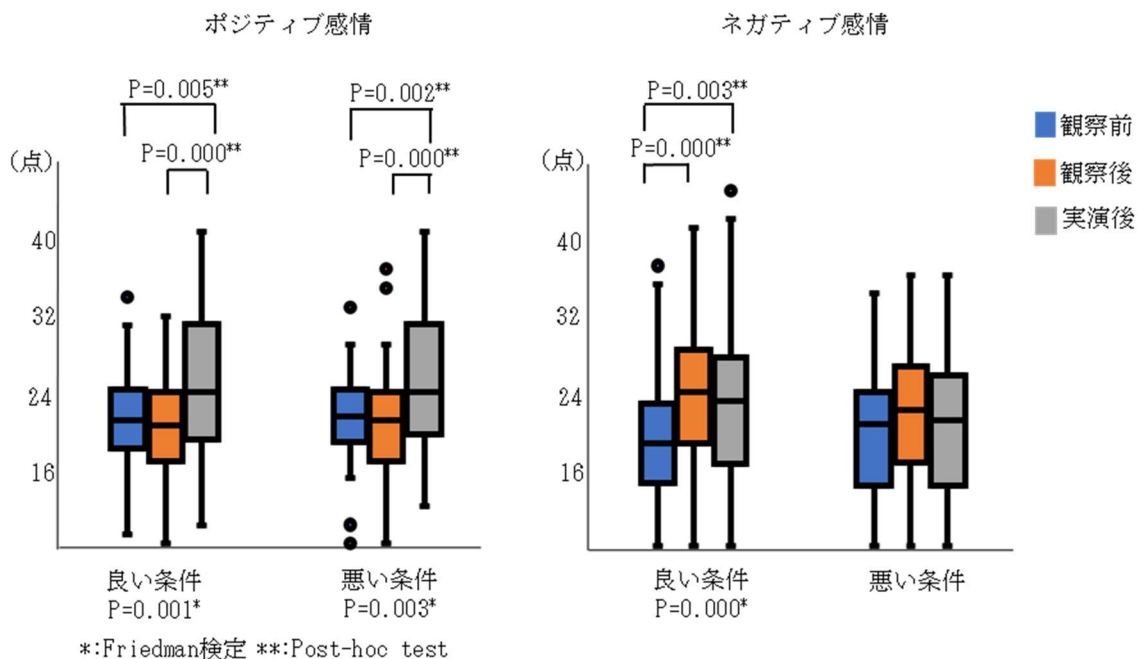 ポジティブ感情
ネガティブ感情
P=0.005**
P=0.002**
P=0.003**
P=0.000**
P=0.000**
P=0.000**
観察前
観察後
実演後
(点)
40
32
24
16
(点)
40
32
24
16
良い条件
P=0.001*
悪い条件
P=0.003*
良い条件
P=0.000*
悪い条件
*:Friedman検定 **:Post-hoc test